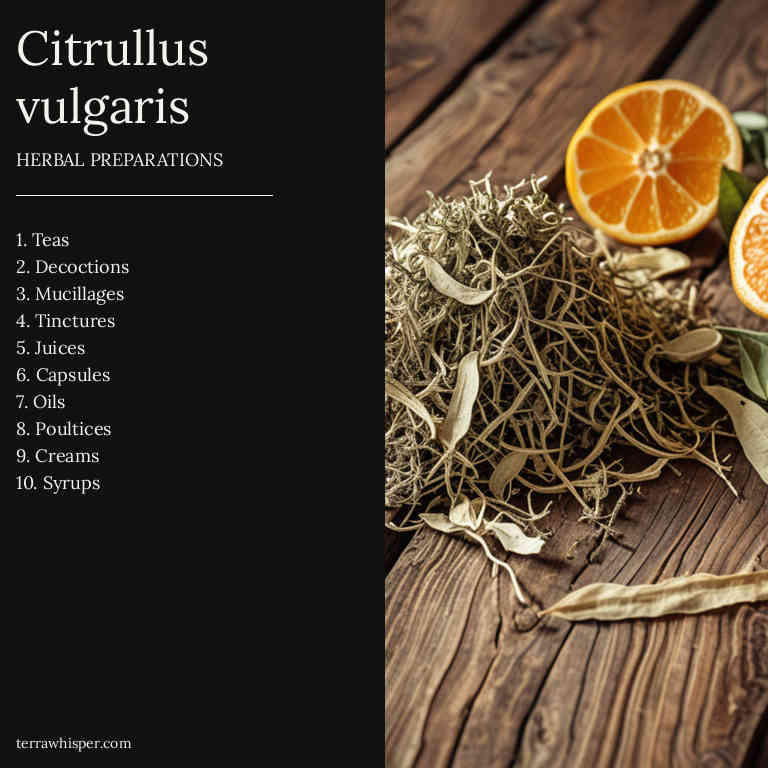 Citrullus
vulgaris
HERBAL PREPARATIONS
1. Teas
2. Decoctions
3. Mucillages
4. Tinctures
5. Juices
6. Capsules
7. Oils
8. Poultices
9. Creams
10. Syrups
terrawhisper.com